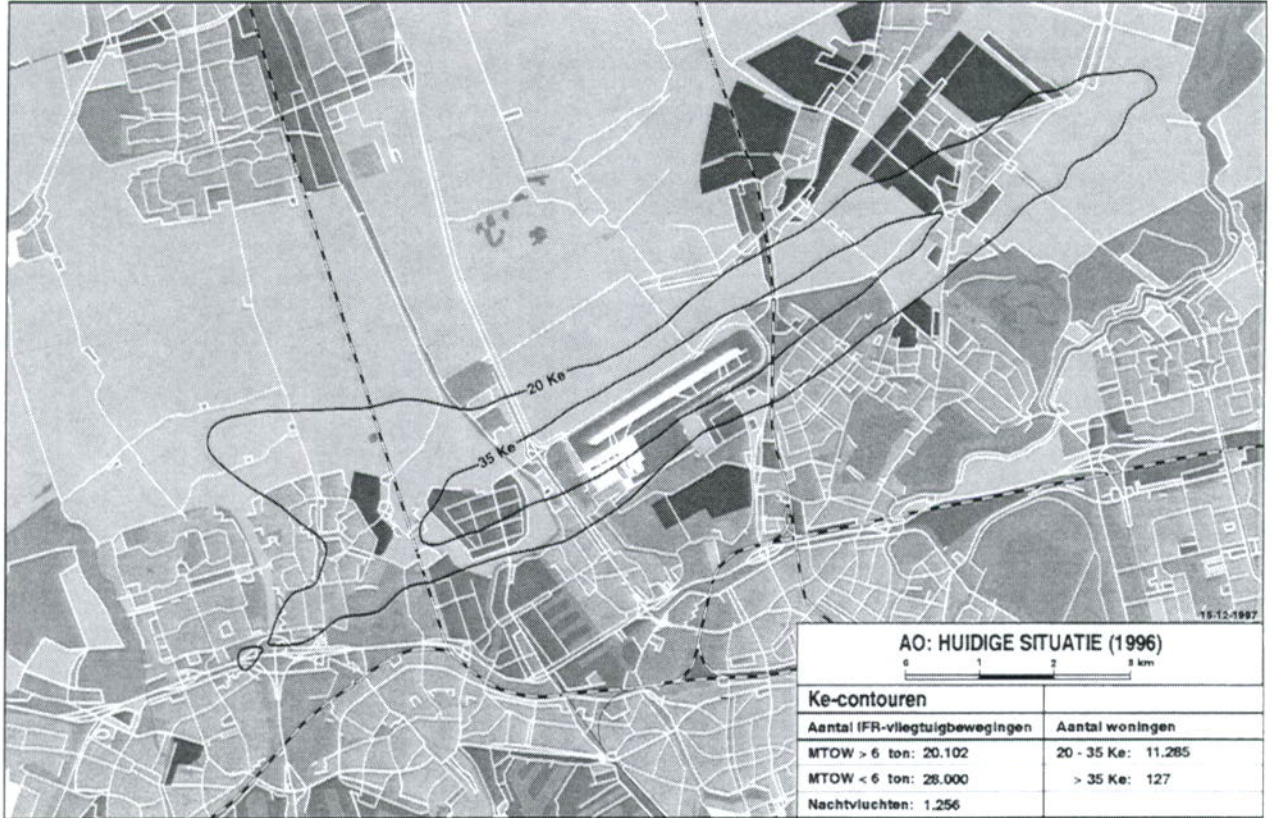 20 Ke
35 Ke
15-12-1997
AO: HUIDIGE SITUATIE (1996)
0 1 2 3 km
Ke-contouren
Aantal IFR-vliegtuigbewegingen Aantal woningen
MTOW > 6 ton: 20.102 20 - 35 Ke: 11.285
MTOW < 6 ton: 28.000 > 35 Ke: 127
Nachtvluchten: 1.256